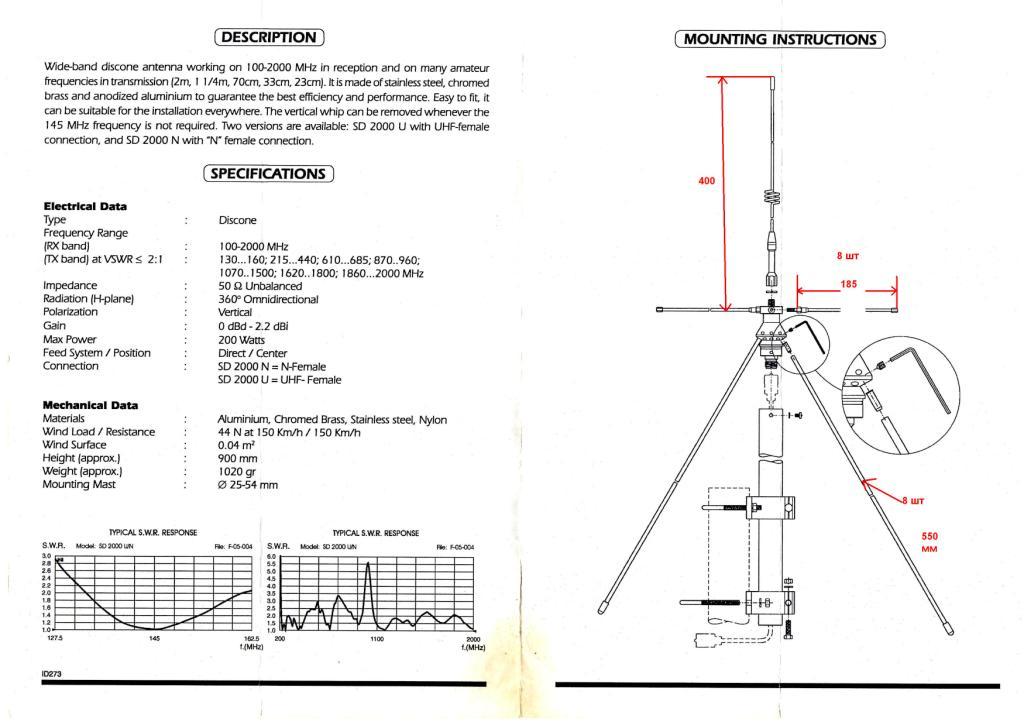 DESCRIPTION
Wide-band discone antenna working on 100-2000 MHz in reception and on many amateur
frequencies in transmission (2m, 1 1/4m, 70cm, 33cm, 23cm). It is made of stainless steel, chromed
brass and anodized aluminium to guarantee the best efficiency and performance. Easy to fit, it
can be suitable for the installation everywhere. The vertical whip can be removed whenever the
145 MHz frequency is not required. Two versions are available: SD 2000 U with UHF-female
connection, and SD 2000 N with "N" female connection.
SPECIFICATIONS
Electrical Data
Type : Discone
Frequency Range
(RX band) : 100-2000 MHz
(TX band) at VSWR ≤ 2:1 : 130...160; 215...440; 610...685; 870..960;
1070..1500; 1620..1800; 1860...2000 MHz
Impedance : 50 Ω Unbalanced
Radiation (H-plane) : 360° Omnidirectional
Polarization : Vertical
Gain : 0 dBd - 2.2 dBi
Max Power : 200 Watts
Feed System / Position : Direct / Center
Connection : SD 2000 N = N-Female
SD 2000 U = UHF- Female
Mechanical Data
Materials : Aluminium, Chromed Brass, Stainless steel, Nylon
Wind Load / Resistance : 44 N at 150 Km/h / 150 Km/h
Wind Surface : 0.04 m²
Height (approx.) : 900 mm
Weight (approx.) : 1020 gr
Mounting Mast : Ø 25-54 mm
TYPICAL S.W.R. RESPONSE
S.W.R. Model: SD 2000 U/N File: F-05-004
3.0
2.8
2.6
2.4
2.2
2.0
1.8
1.6
1.4
1.2
1.0
127.5 145 162.5
f.(MHz)
TYPICAL S.W.R. RESPONSE
S.W.R. Model: SD 2000 U/N File: F-05-004
6.0
5.5
5.0
4.5
4.0
3.5
3.0
2.5
2.0
1.5
1.0
200 1100 2000
f.(MHz)
ID273
MOUNTING INSTRUCTIONS
400
8 шт
185
8 шт
550
мм